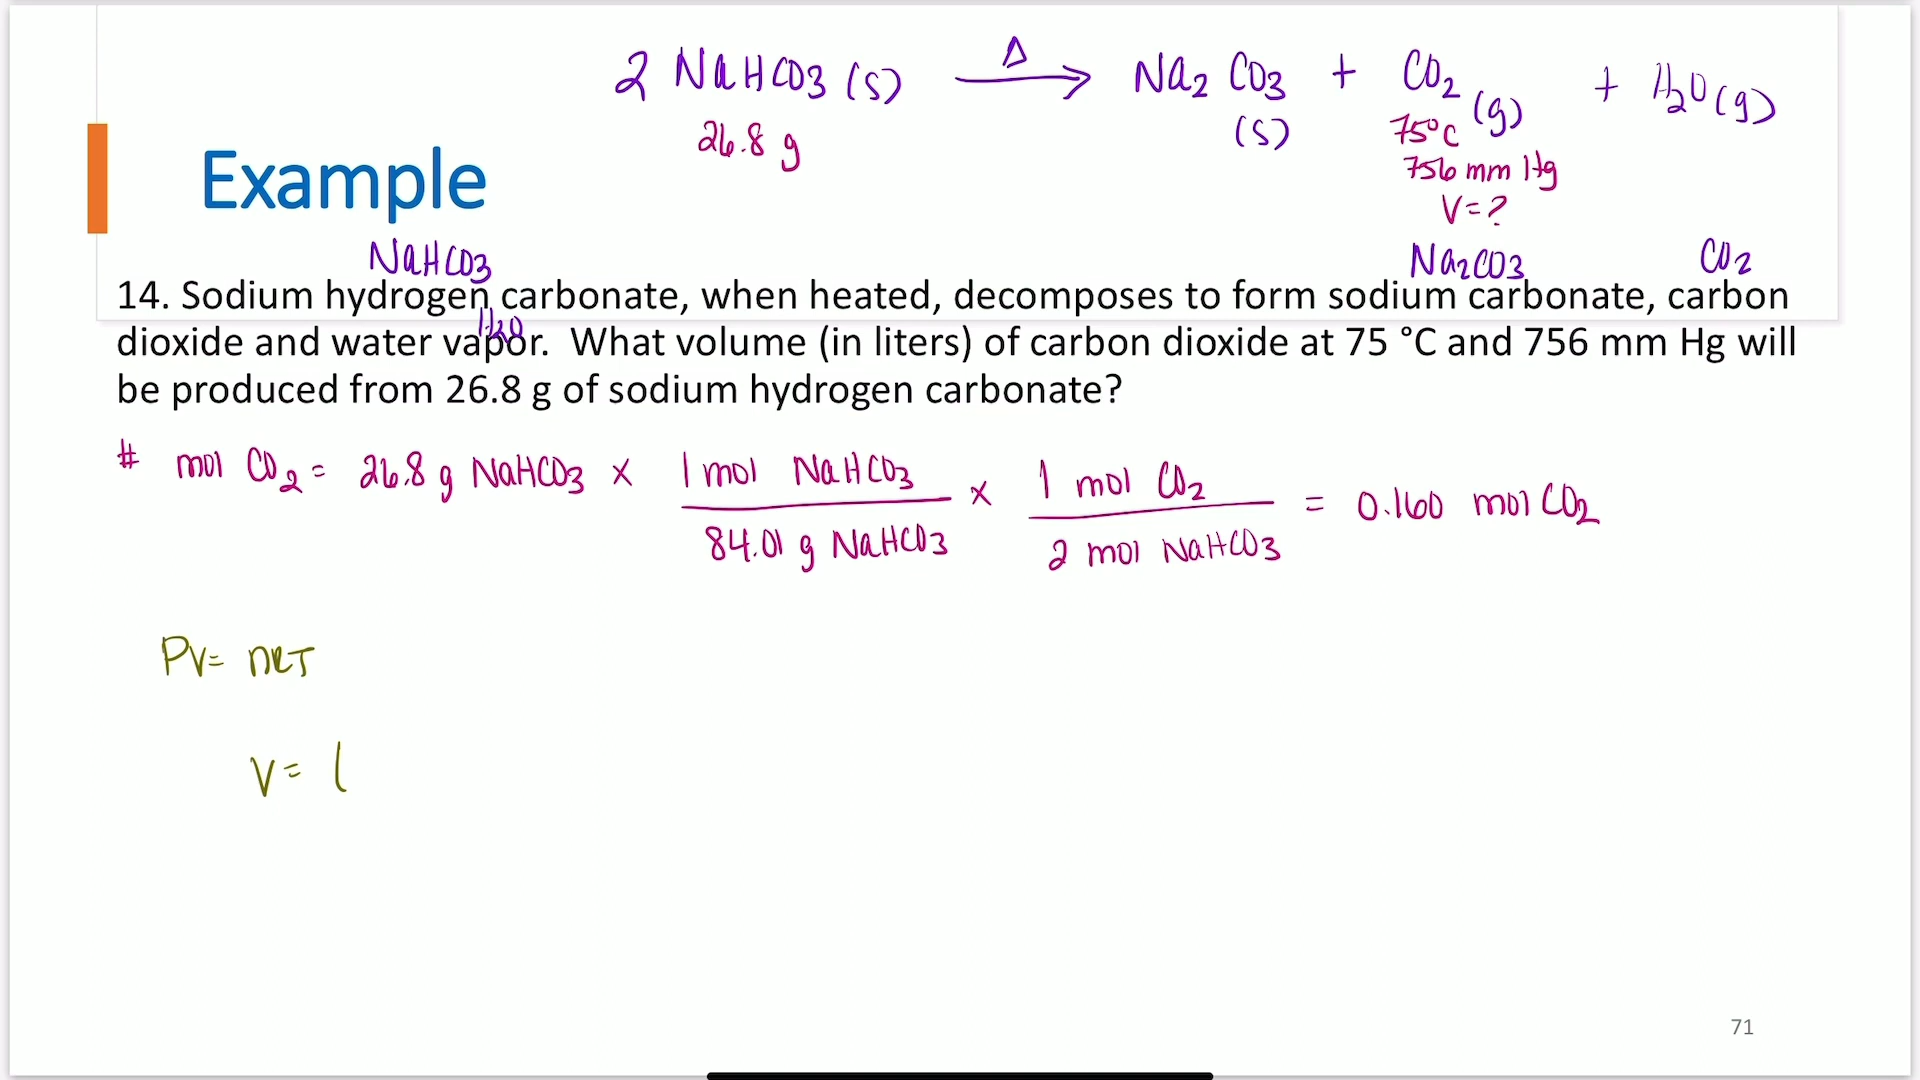 2 NaHCO3 (s) Δ → Na2CO3 (s) + CO2 (g) + H2O (g)
26.8 g
75°C
756 mm Hg
V = ?
Example
NaHCO3 Na2CO3 CO2
14. Sodium hydrogen carbonate, when heated, decomposes to form sodium carbonate, carbon
H2O
dioxide and water vapor. What volume (in liters) of carbon dioxide at 75 °C and 756 mm Hg will
be produced from 26.8 g of sodium hydrogen carbonate?
# mol CO2 = 26.8 g NaHCO3 x 1 mol NaHCO3 x 1 mol CO2 = 0.160 mol CO2
84.01 g NaHCO3 2 mol NaHCO3
PV = nRT
V = (
71